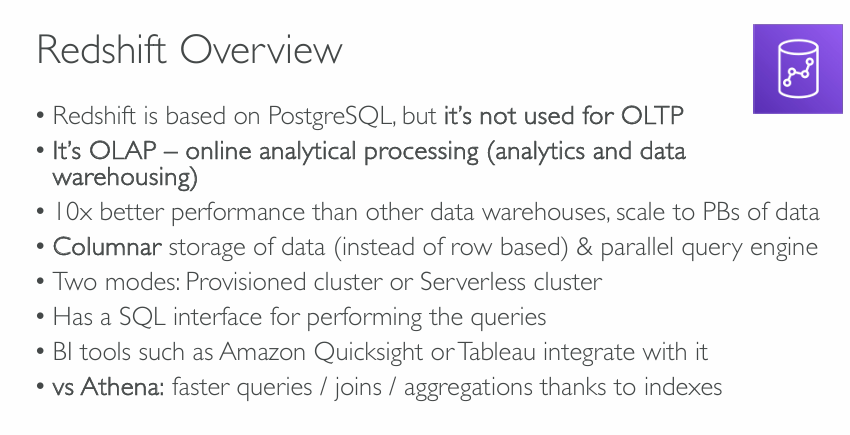 Redshift Overview
• Redshift is based on PostgreSQL, but it's not used for OLTP
• It's OLAP – online analytical processing (analytics and data
warehousing)
• 10x better performance than other data warehouses, scale to PBs of data
• Columnar storage of data (instead of row based) & parallel query engine
• Two modes: Provisioned cluster or Serverless cluster
• Has a SQL interface for performing the queries
• BI tools such as Amazon Quicksight or Tableau integrate with it
• vs Athena: faster queries / joins / aggregations thanks to indexes